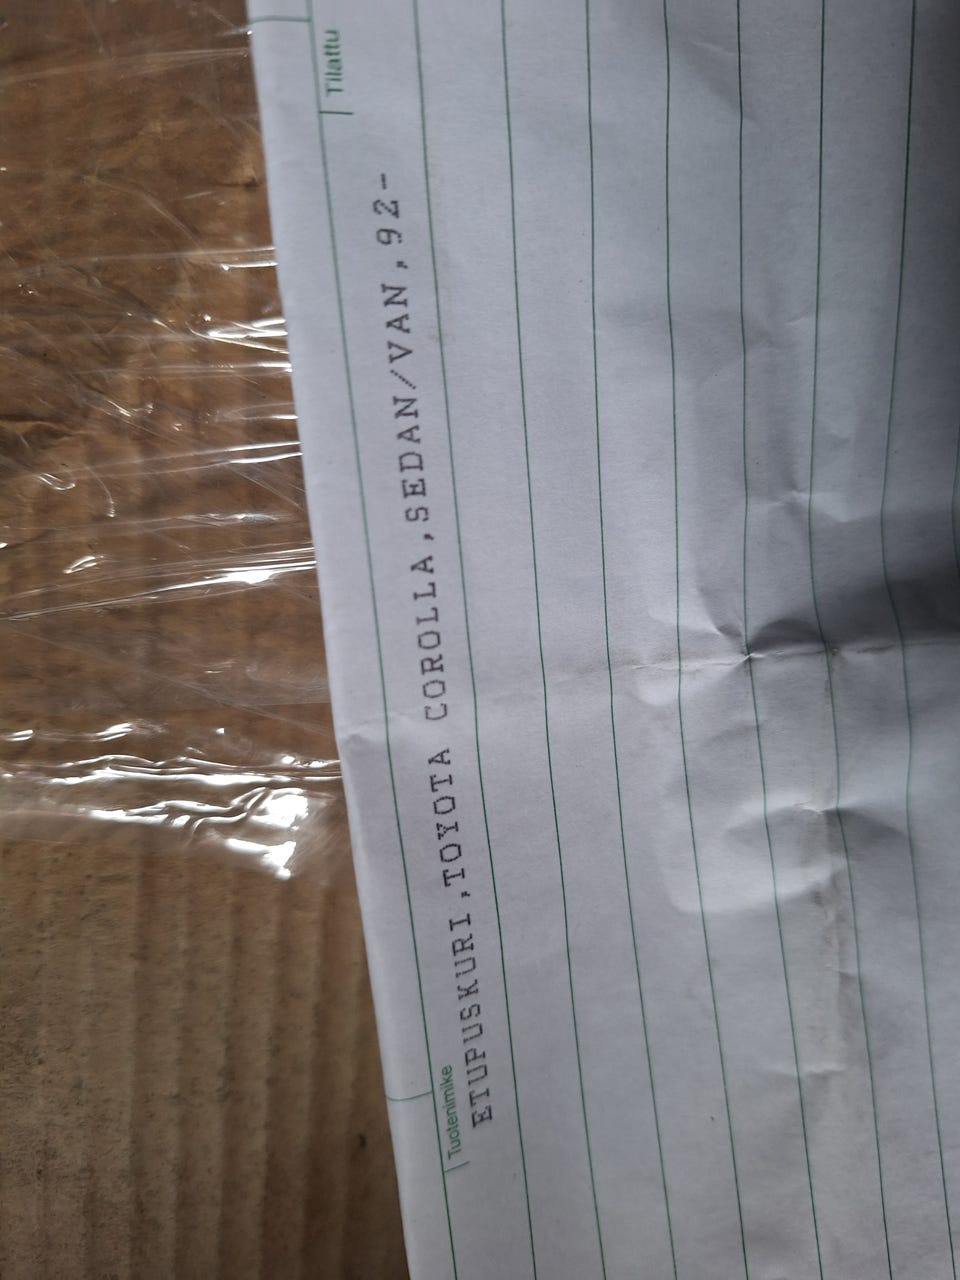 Tuotenimike Tilattu
ETUPUSKURI,TOYOTA COROLLA,SEDAN/VAN,92-